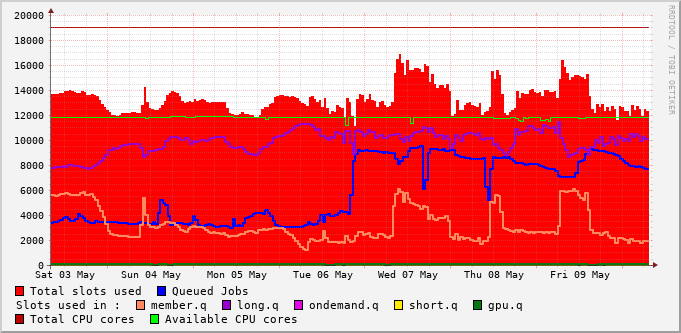 20000
18000
16000
14000
12000
10000
8000
6000
4000
2000
0
Sat 03 May Sun 04 May Mon 05 May Tue 06 May Wed 07 May Thu 08 May Fri 09 May
Total slots used Queued Jobs
Slots used in : member.q long.q ondemand.q short.q gpu.q
Total CPU cores Available CPU cores
RRDTOOL / TOBI OETIKER